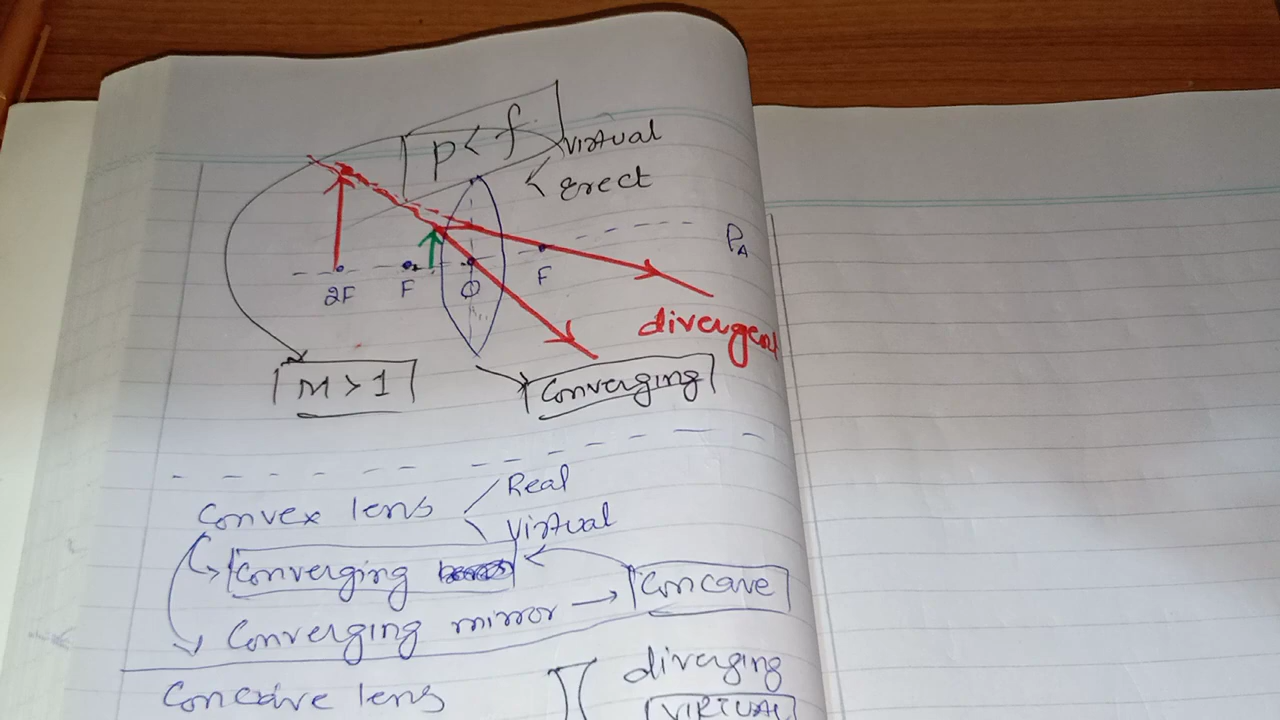 P < f
virtual
Erect
PA
2F F O F
divergent
M > 1
Converging
Convex lens
Real
Virtual
Converging
Concave
Converging mirror
Concave lens
diverging
VIRTUAL